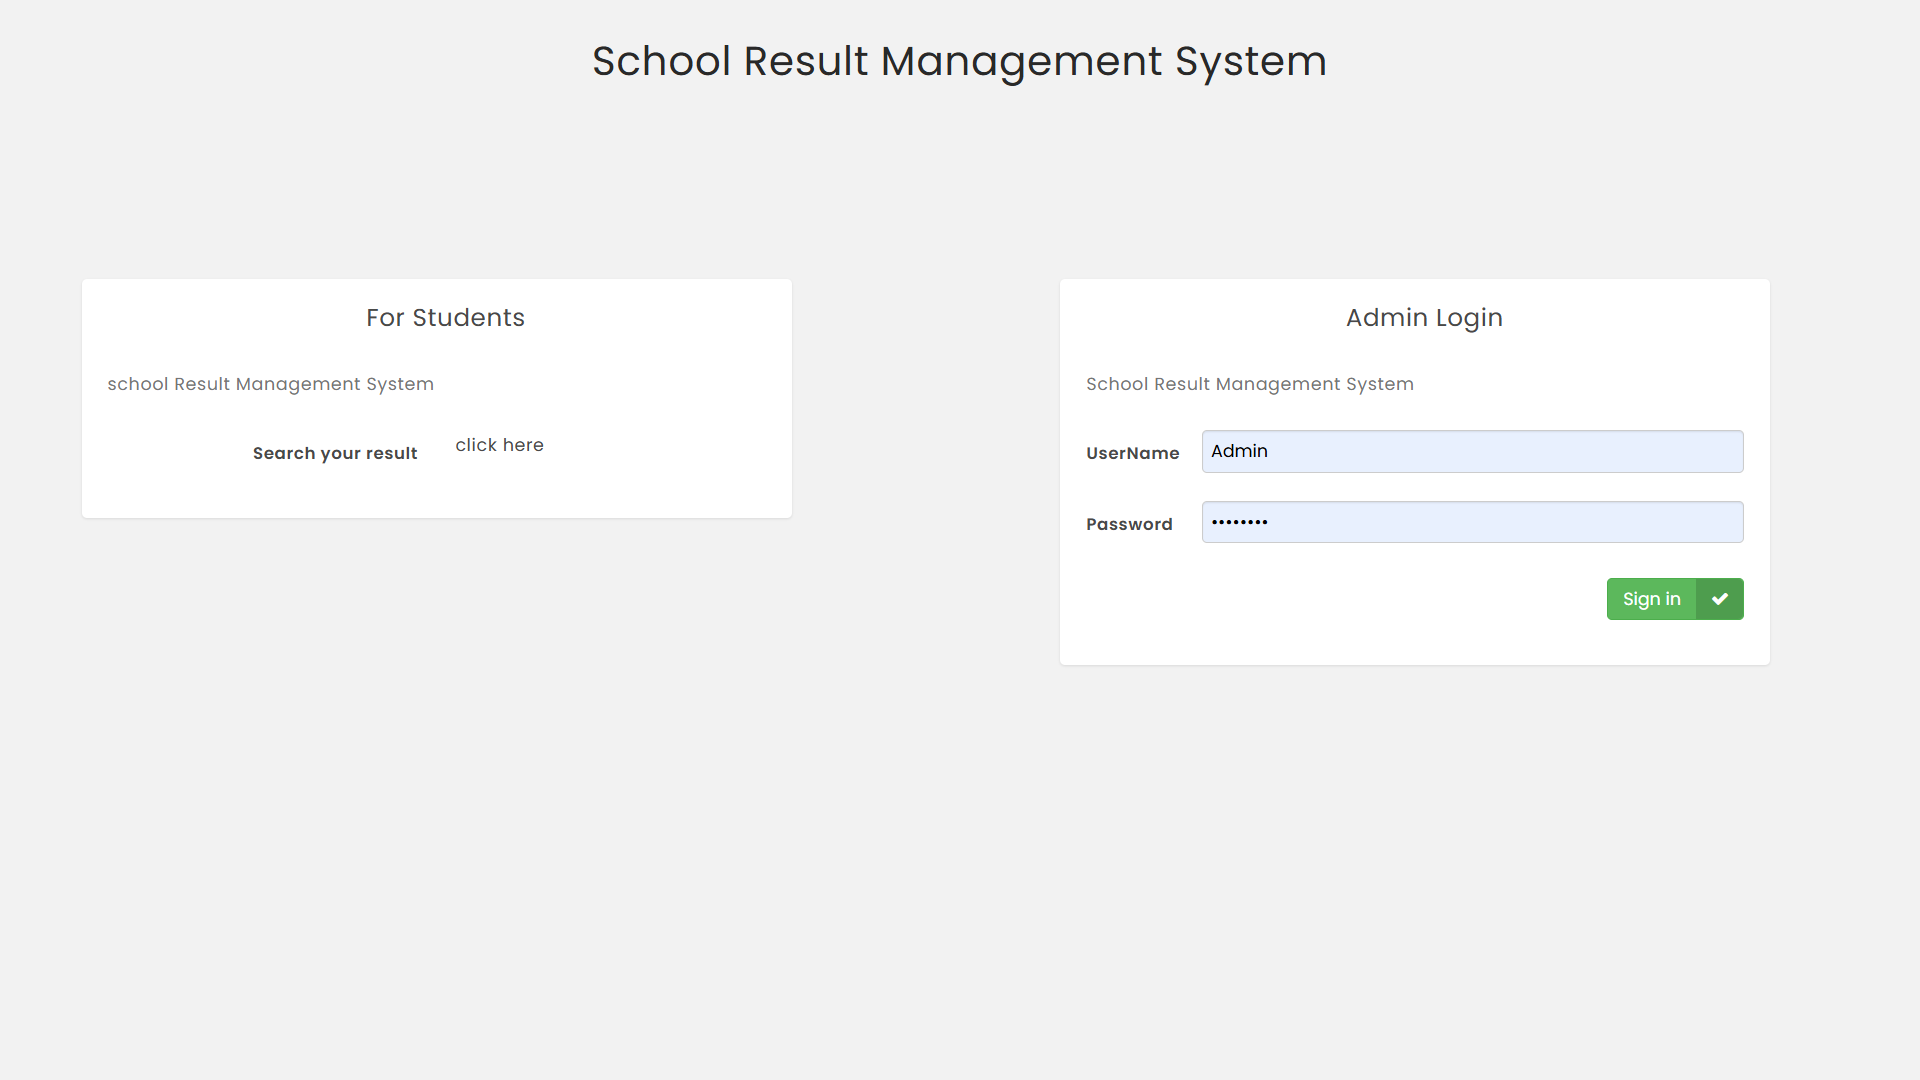 School Result Management System
For Students
school Result Management System
Search your result
click here
Admin Login
School Result Management System
UserName
Admin
Password
••••••••
Sign in